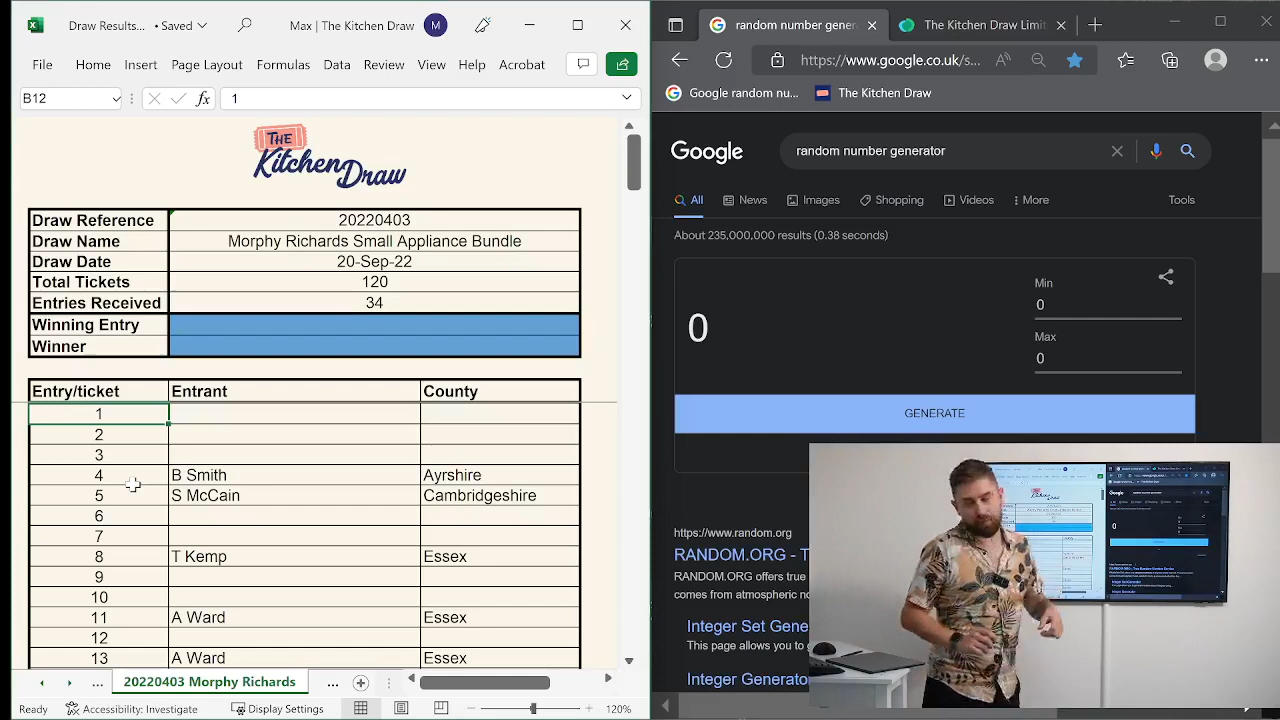 Draw Results... • Saved
Max | The Kitchen Draw
M
File Home Insert Page Layout Formulas Data Review View Help Acrobat
B12
fx
1
THE
Kitchen Draw
Draw Reference 20220403
Draw Name Morphy Richards Small Appliance Bundle
Draw Date 20-Sep-22
Total Tickets 120
Entries Received 34
Winning Entry
Winner
Entry/ticket Entrant County
1
2
3
4 B Smith Ayrshire
5 S McCain Cambridgeshire
6
7
8 T Kemp Essex
9
10
11 A Ward Essex
12
13 A Ward Essex
... 20220403 Morphy Richards ...
Ready Accessibility: Investigate Display Settings 120%
random number gener
The Kitchen Draw Limit
https://www.google.co.uk/s...
Google random nu...
The Kitchen Draw
Google
random number generator
All News Images Shopping Videos More Tools
About 235,000,000 results (0.38 seconds)
Min
0
0
Max
0
GENERATE
https://www.random.org
RANDOM.ORG - T
RANDOM.ORG offers true
comes from atmospheric no
Integer Set Gene
This page allows you to g
Integer Generato